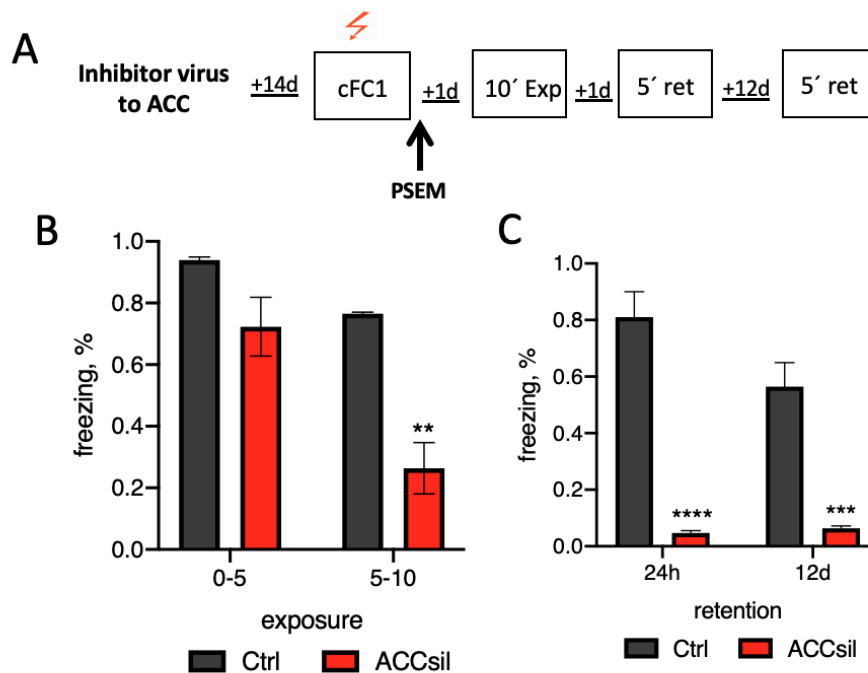 A
Inhibitor virus
to ACC
+14d
cFC1
+1d
10´ Exp
+1d
5´ ret
+12d
5´ ret
PSEM
B
1.0
0.8
0.6
0.4
0.2
0.0
freezing, %
**
0-5
5-10
exposure
Ctrl
ACCsil
C
1.0
0.8
0.6
0.4
0.2
0.0
freezing, %
****
***
24h
12d
retention
Ctrl
ACCsil